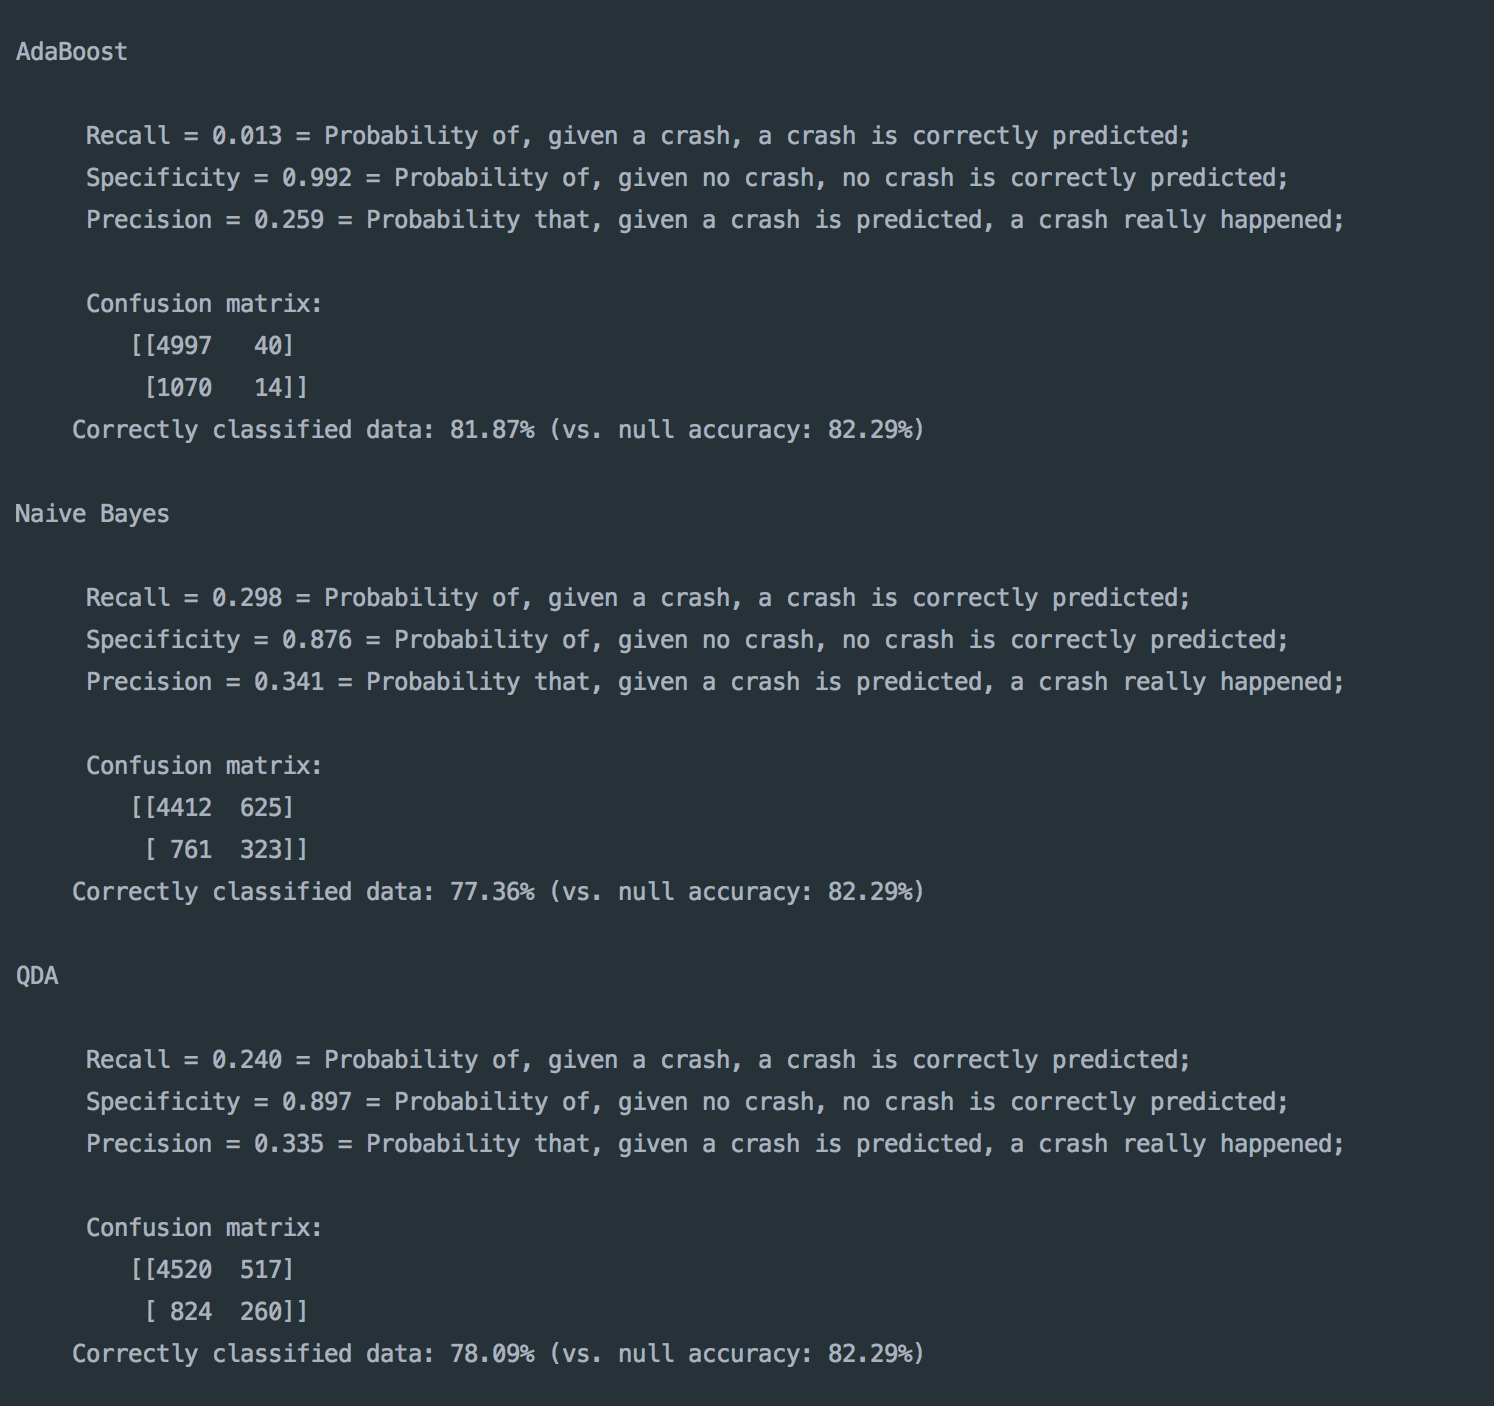 AdaBoost
Recall = 0.013 = Probability of, given a crash, a crash is correctly predicted;
Specificity = 0.992 = Probability of, given no crash, no crash is correctly predicted;
Precision = 0.259 = Probability that, given a crash is predicted, a crash really happened;
Confusion matrix:
[[4997   40]
[1070   14]]
Correctly classified data: 81.87% (vs. null accuracy: 82.29%)
Naive Bayes
Recall = 0.298 = Probability of, given a crash, a crash is correctly predicted;
Specificity = 0.876 = Probability of, given no crash, no crash is correctly predicted;
Precision = 0.341 = Probability that, given a crash is predicted, a crash really happened;
Confusion matrix:
[[4412  625]
[ 761  323]]
Correctly classified data: 77.36% (vs. null accuracy: 82.29%)
QDA
Recall = 0.240 = Probability of, given a crash, a crash is correctly predicted;
Specificity = 0.897 = Probability of, given no crash, no crash is correctly predicted;
Precision = 0.335 = Probability that, given a crash is predicted, a crash really happened;
Confusion matrix:
[[4520  517]
[ 824  260]]
Correctly classified data: 78.09% (vs. null accuracy: 82.29%)